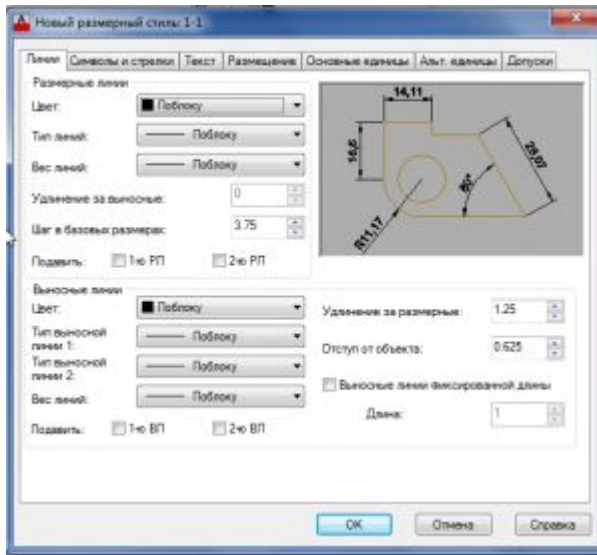 Новый размерный стиль: 1-1
Линии Символы и стрелки Текст Размещение Основные единицы Альт. единицы Допуски
Размерные линии
Цвет: Поблоку
Тип линий: Поблоку
Вес линий: Поблоку
Удлинение за выносные: 0
Шаг в базовых размерах: 3.75
Подавить: 1-ю РЛ 2-ю РЛ
14,11
16,6
28,07
60°
R11,17
Выносные линии
Цвет: Поблоку
Тип выносной линии 1: Поблоку
Тип выносной линии 2: Поблоку
Вес линий: Поблоку
Подавить: 1-ю ВЛ 2-ю ВЛ
Удлинение за размерные: 1.25
Отступ от объекта: 0.625
Выносные линии фиксированной длины
Длина: 1
OK Отмена Справка